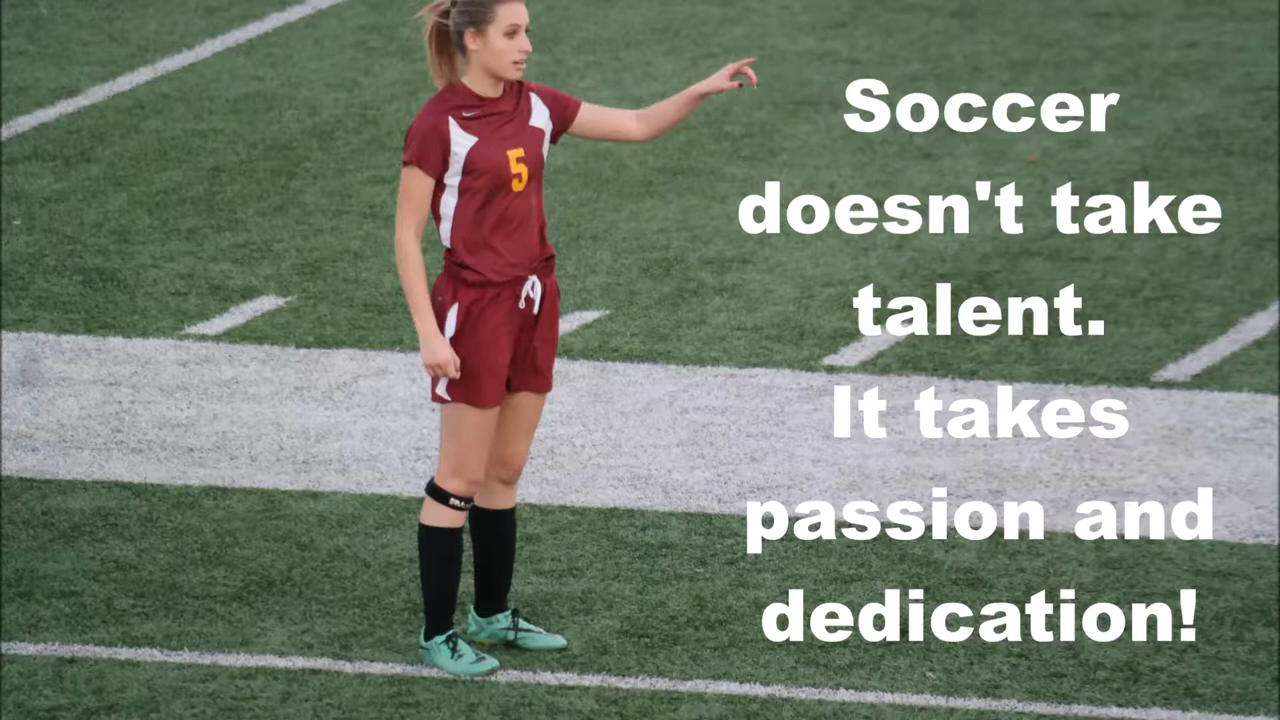 5
Soccer
doesn't take
talent.
It takes
passion and
dedication!